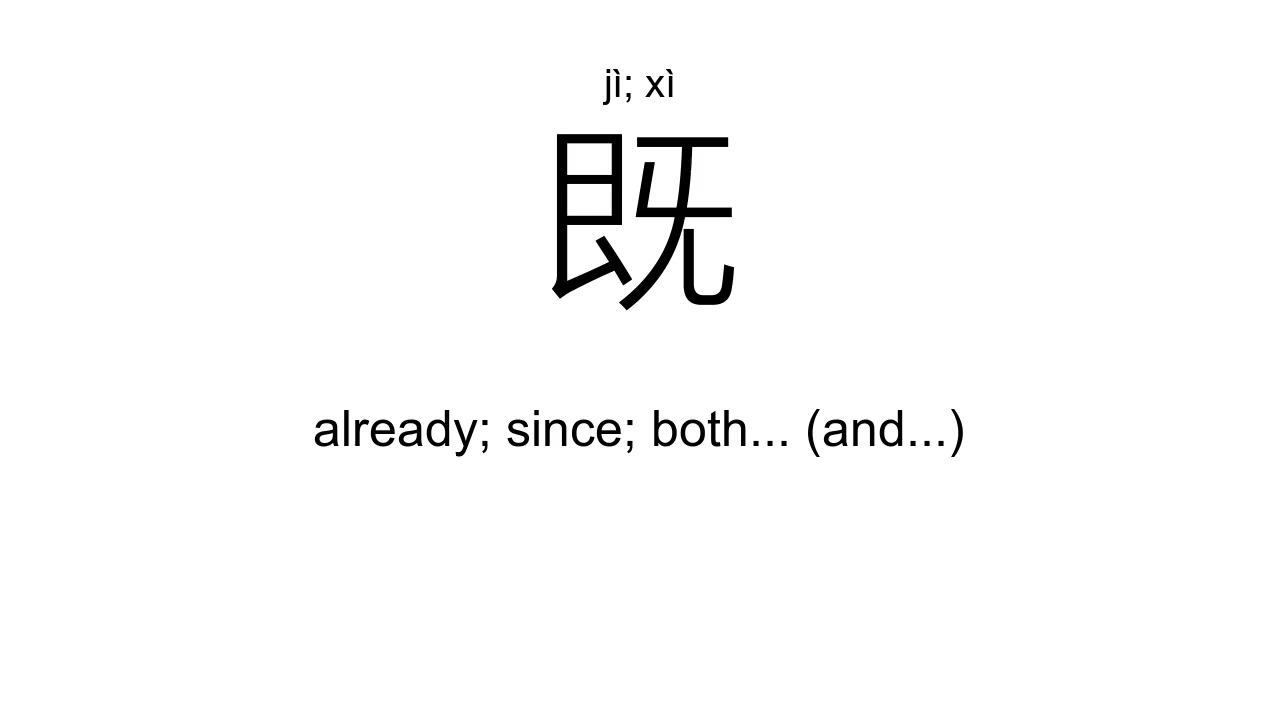 jì; xì
既
already; since; both... (and...)